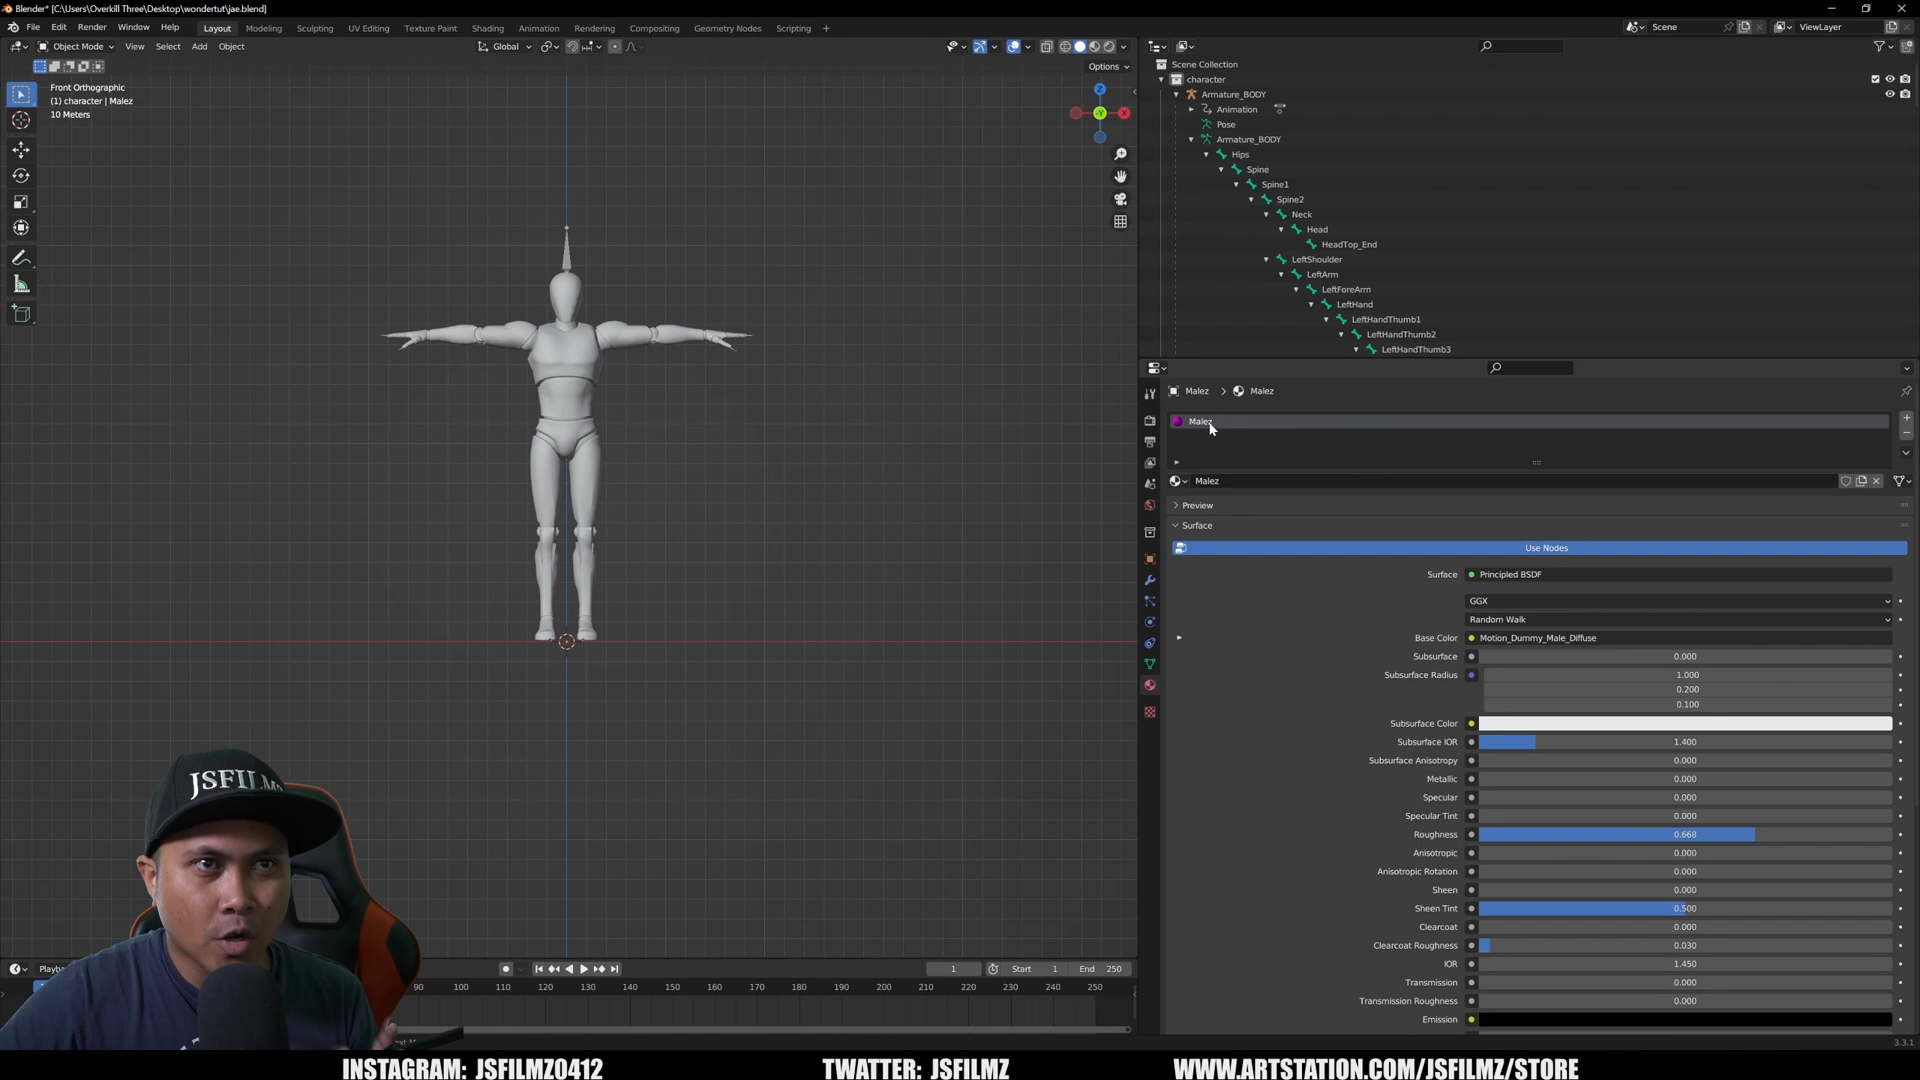 Blender* [C:\Users\Overkill Three\Desktop\wondertut\jae.blend]
File Edit Render Window Help Layout Modeling Sculpting UV Editing Texture Paint Shading Animation Rendering Compositing Geometry Nodes Scripting + Scene ViewLayer
Object Mode View Select Add Object Global
Options
Front Orthographic
(1) character | Malez
10 Meters
Z
-Y
X
Scene Collection
character
Armature_BODY
Animation
Pose
Armature_BODY
Hips
Spine
Spine1
Spine2
Neck
Head
HeadTop_End
LeftShoulder
LeftArm
LeftForeArm
LeftHand
LeftHandThumb1
LeftHandThumb2
LeftHandThumb3
Malez > Malez
Malez
Malez
Preview
Surface
Use Nodes
Surface Principled BSDF
GGX
Random Walk
Base Color Motion_Dummy_Male_Diffuse
Subsurface 0.000
Subsurface Radius 1.000
0.200
0.100
Subsurface Color
Subsurface IOR 1.400
Subsurface Anisotropy 0.000
Metallic 0.000
Specular 0.000
Specular Tint 0.000
Roughness 0.668
Anisotropic 0.000
Anisotropic Rotation 0.000
Sheen 0.000
Sheen Tint 0.500
Clearcoat 0.000
Clearcoat Roughness 0.030
IOR 1.450
Transmission 0.000
Transmission Roughness 0.000
Emission
JSFILM
1 Start 1 End 250
90 100 110 120 130 140 150 160 170 180 190 200 210 220 230 240 250
3.3.1
INSTAGRAM: JSFILMZ0412 TWATTER: JSFILMZ WWW.ARTSTATION.COM/JSFILMZ/STORE